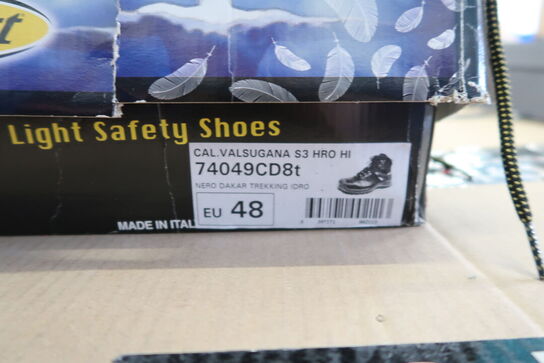 Light Safety Shoes
CAL.VALSUGANA S3 HRO HI
74049CD8t
NERO DAKAR TREKKING IDRO
EU 48
MADE IN ITAL